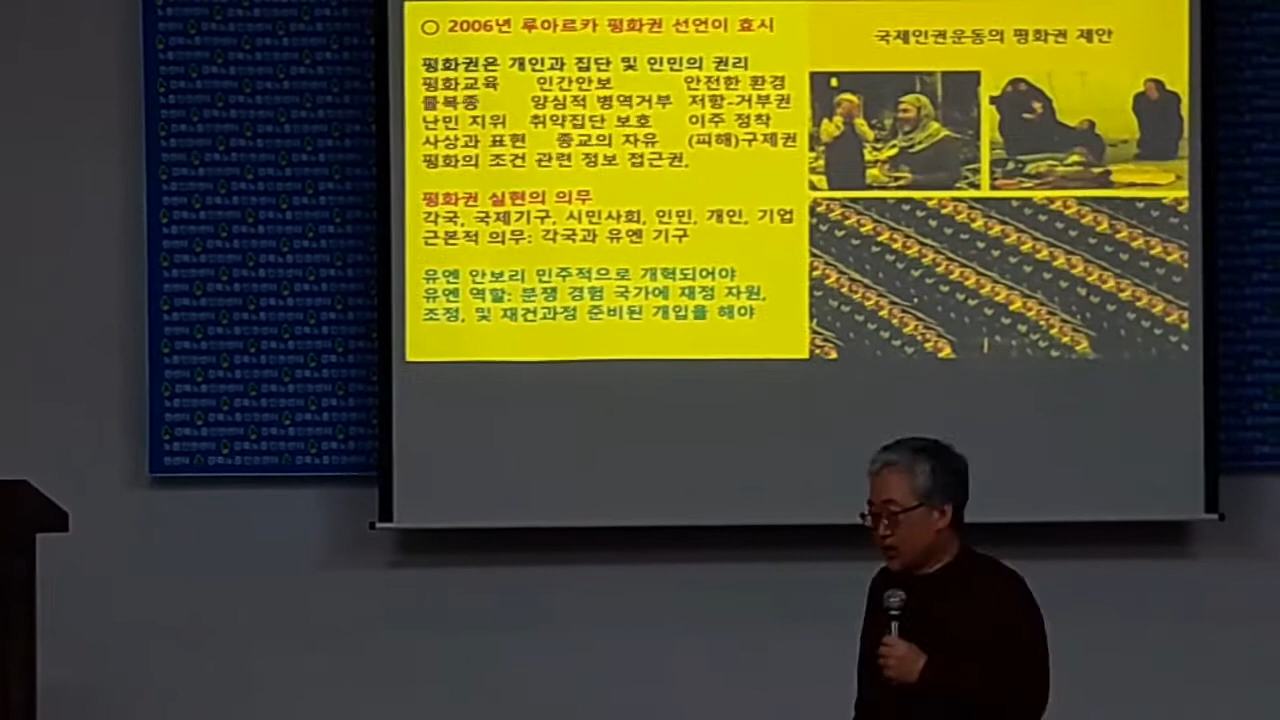 ○ 2006년 루아르카 평화권 선언이 효시
평화권은 개인과 집단 및 인민의 권리
평화교육 인간안보 안전한 환경
불복종 양심적 병역거부 저항-거부권
난민 지위 취약집단 보호 이주 정착
사상과 표현 종교의 자유 (피해)구제권
평화의 조건 관련 정보 접근권,
평화권 실현의 의무
각국, 국제기구, 시민사회, 인민, 개인, 기업
근본적 의무: 각국과 유엔 기구
유엔 안보리 민주적으로 개혁되어야
유엔 역할: 분쟁 경험 국가에 재정 자원,
조정, 및 재건과정 준비된 개입을 해야
국제인권운동의 평화권 제안